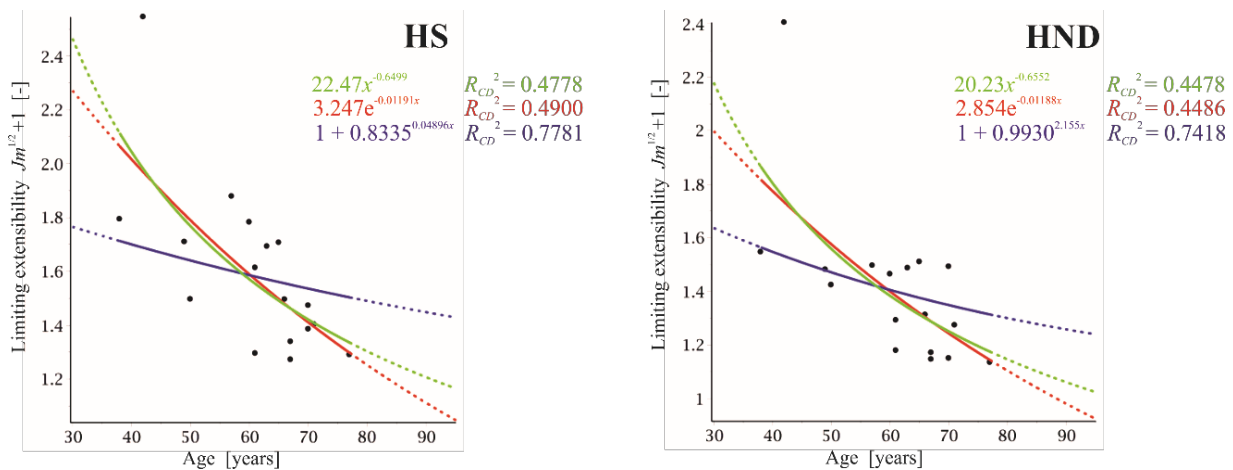 HS
22.47x^-0.6499 R_CD^2 = 0.4778
3.247e^-0.01191x R_CD^2 = 0.4900
1 + 0.8335^0.04896x R_CD^2 = 0.7781
Limiting extensibility Jm^1/2+1 [-]
2.4
2.2
2.0
1.8
1.6
1.4
1.2
30 40 50 60 70 80 90
Age [years]
HND
20.23x^-0.6552 R_CD^2 = 0.4478
2.854e^-0.01188x R_CD^2 = 0.4486
1 + 0.9930^2.155x R_CD^2 = 0.7418
Limiting extensibility Jm^1/2+1 [-]
2.4
2.2
2
1.8
1.6
1.4
1.2
1
30 40 50 60 70 80 90
Age [years]